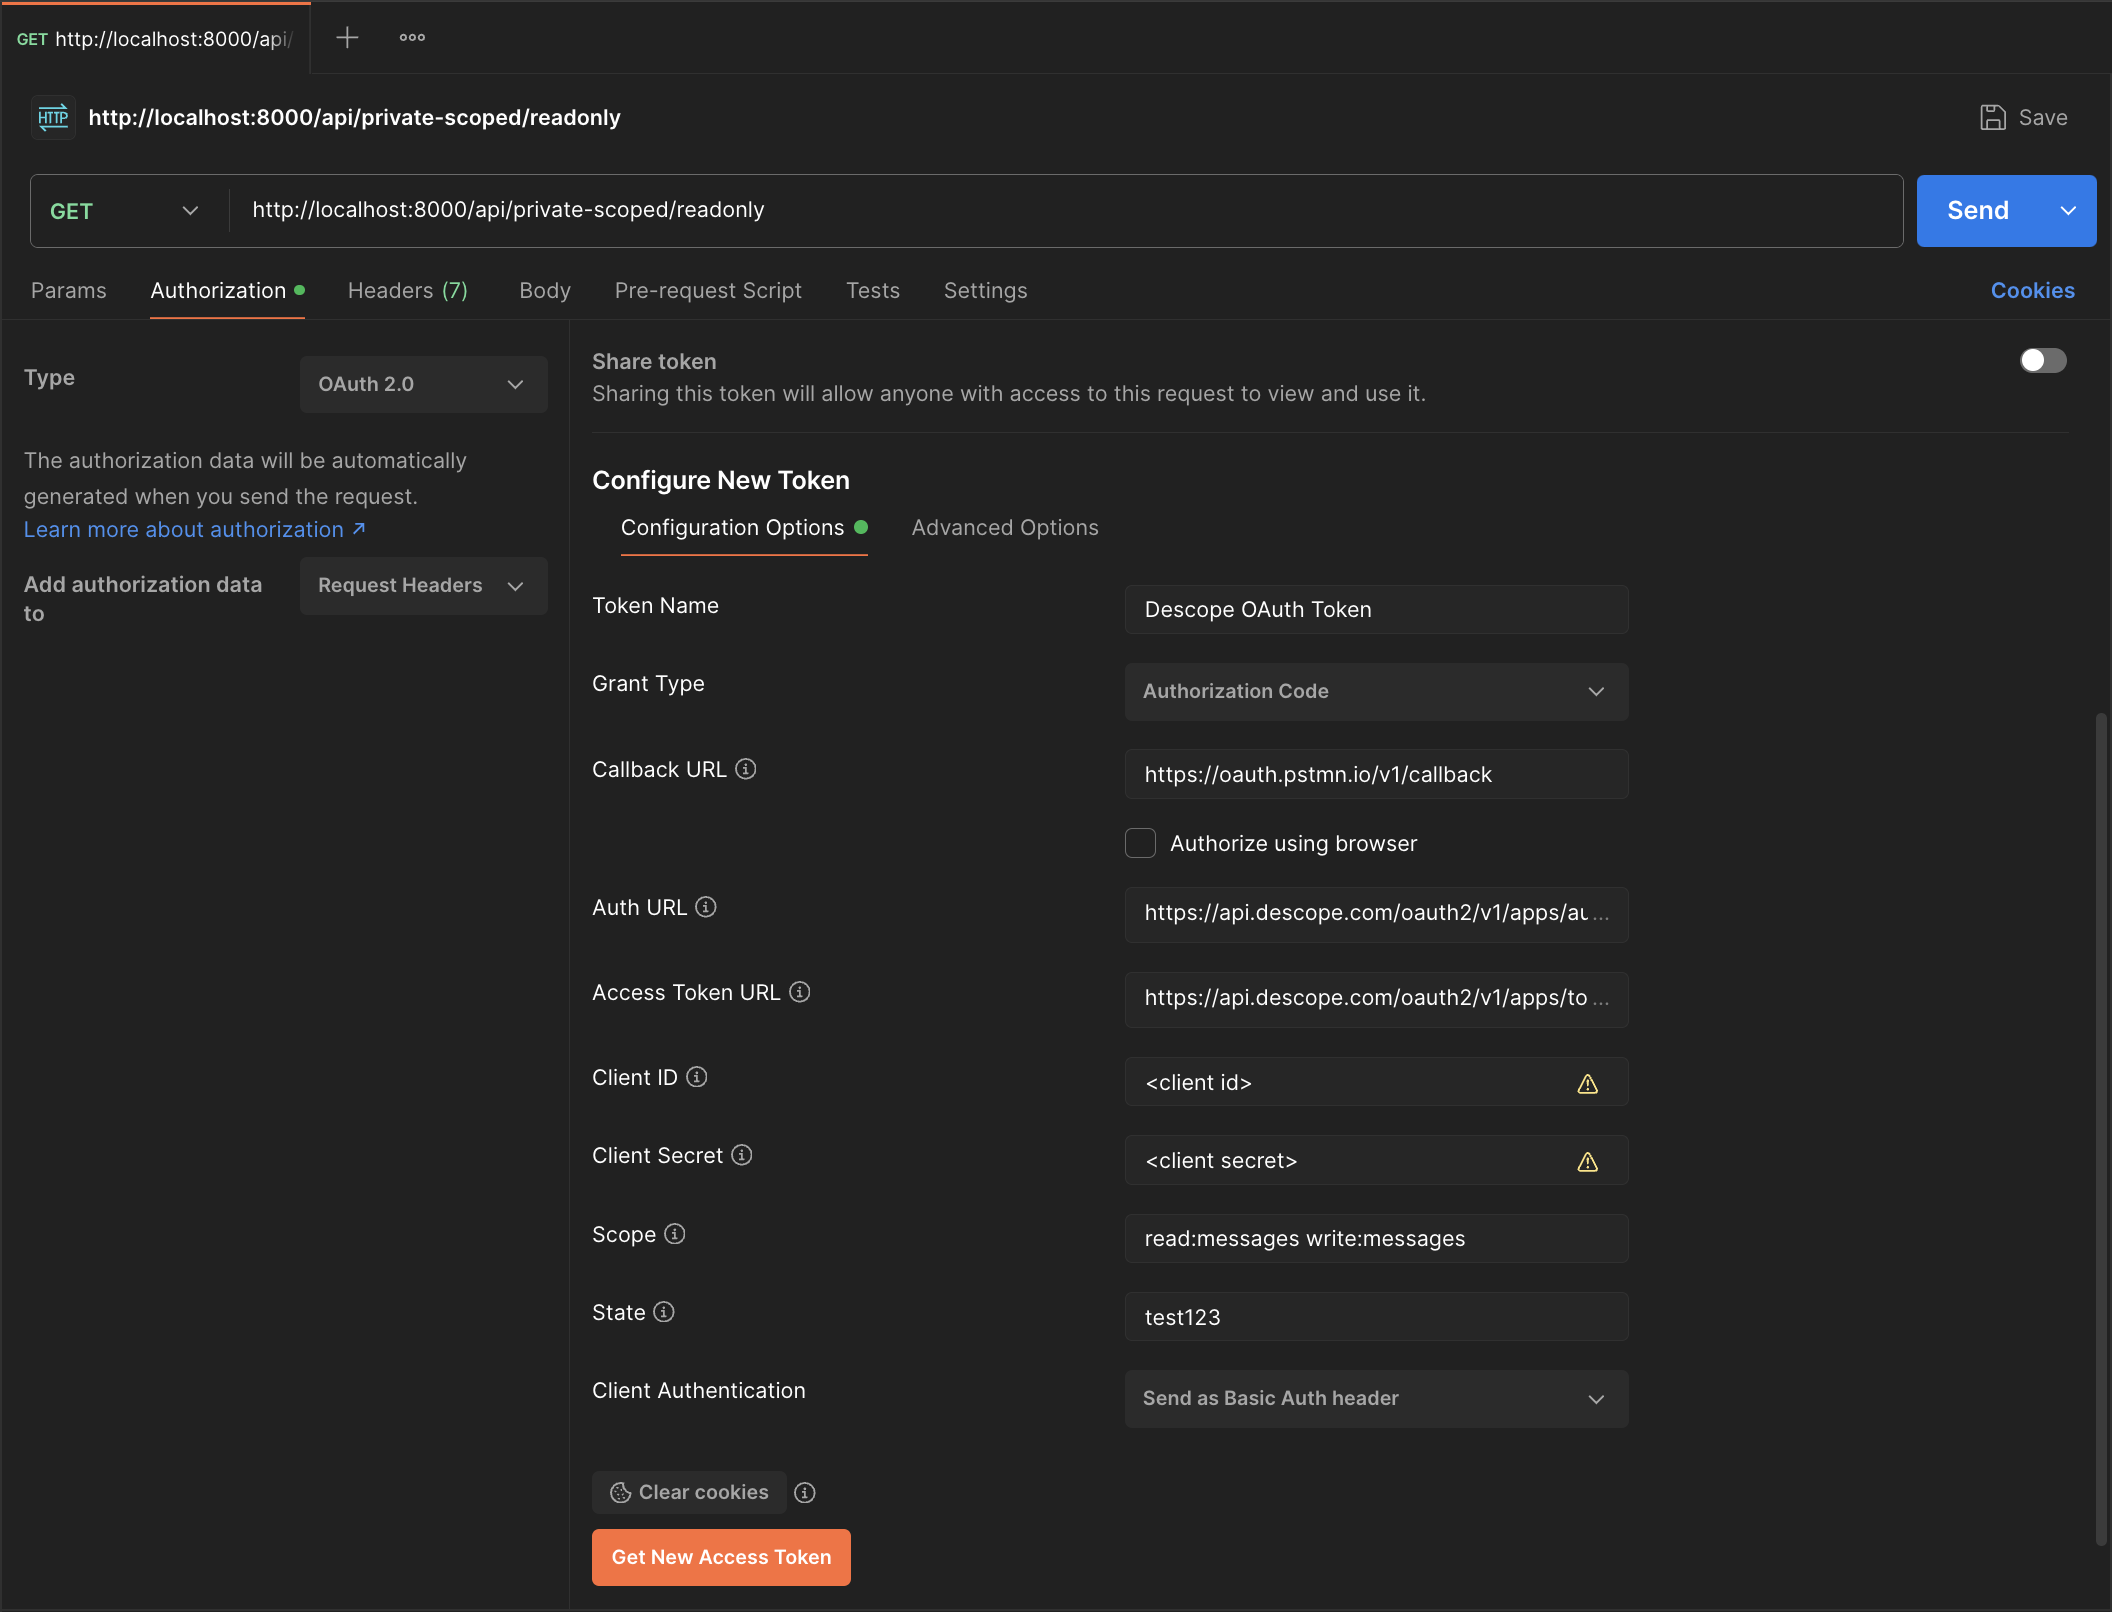 GET http://localhost:8000/api/
HTTP http://localhost:8000/api/private-scoped/readonly
Save
GET http://localhost:8000/api/private-scoped/readonly
Send
Params Authorization Headers (7) Body Pre-request Script Tests Settings Cookies
Type
OAuth 2.0
The authorization data will be automatically
generated when you send the request.
Learn more about authorization ↗
Add authorization data
to
Request Headers
Share token
Sharing this token will allow anyone with access to this request to view and use it.
Configure New Token
Configuration Options Advanced Options
Token Name Descope OAuth Token
Grant Type Authorization Code
Callback URL https://oauth.pstmn.io/v1/callback
Authorize using browser
Auth URL https://api.descope.com/oauth2/v1/apps/au...
Access Token URL https://api.descope.com/oauth2/v1/apps/to...
Client ID <client id>
Client Secret <client secret>
Scope read:messages write:messages
State test123
Client Authentication Send as Basic Auth header
Clear cookies
Get New Access Token